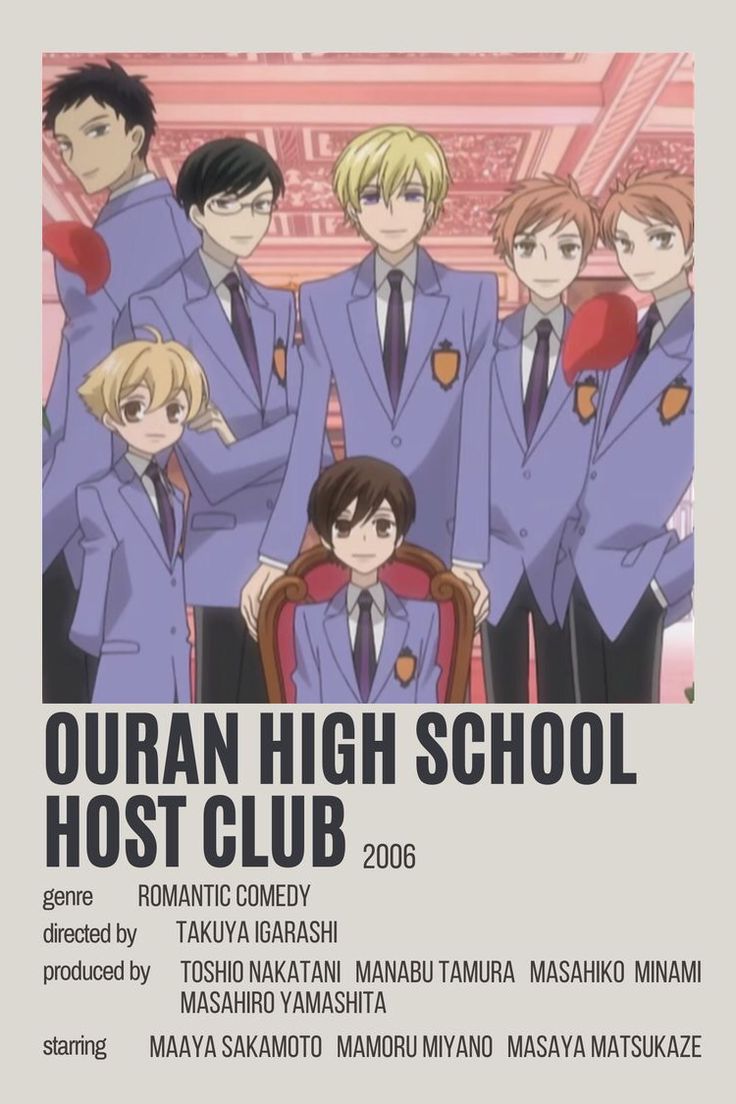 OURAN HIGH SCHOOL
HOST CLUB 2006
genre ROMANTIC COMEDY
directed by TAKUYA IGARASHI
produced by TOSHIO NAKATANI MANABU TAMURA MASAHIKO MINAMI
MASAHIRO YAMASHITA
starring MAAYA SAKAMOTO MAMORU MIYANO MASAYA MATSUKAZE